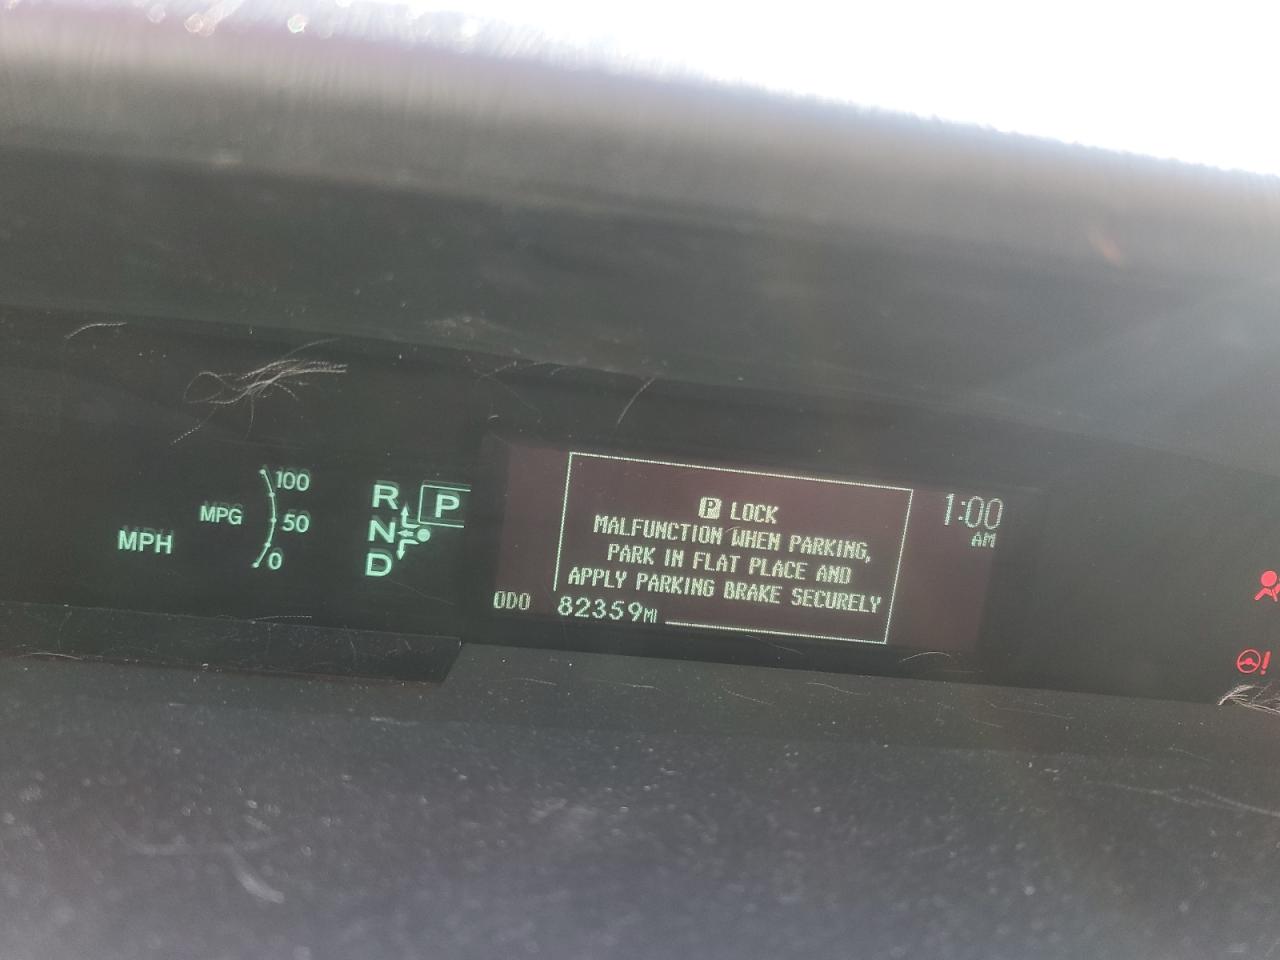 100
MPG
50
MPH
0
R
P
N
D
P LOCK
MALFUNCTION WHEN PARKING,
PARK IN FLAT PLACE AND
APPLY PARKING BRAKE SECURELY
ODO 82359MI
1:00
AM
!